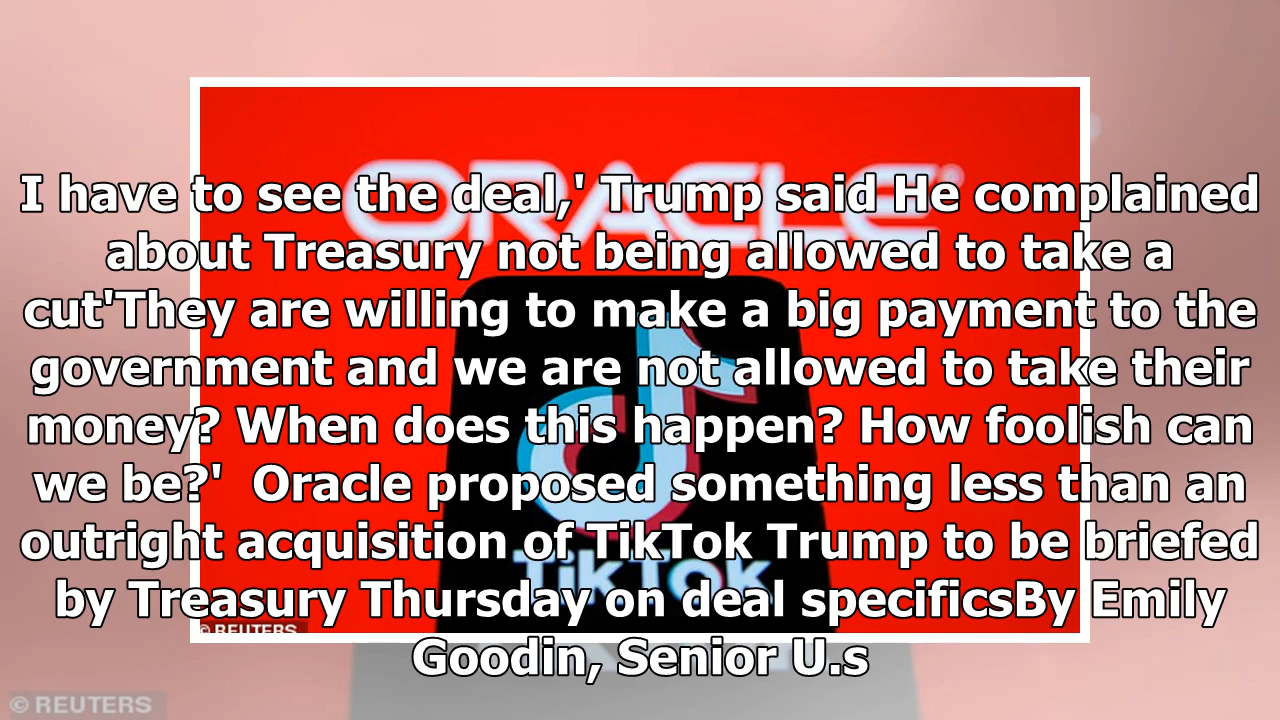 ORACLE
I have to see the deal,' Trump said He complained
about Treasury not being allowed to take a
cut'They are willing to make a big payment to the
government and we are not allowed to take their
money? When does this happen? How foolish can
we be?'  Oracle proposed something less than an
outright acquisition of TikTok Trump to be briefed
by Treasury Thursday on deal specificsBy Emily
Goodin, Senior U.s
TikTok
© REUTERS
© REUTERS